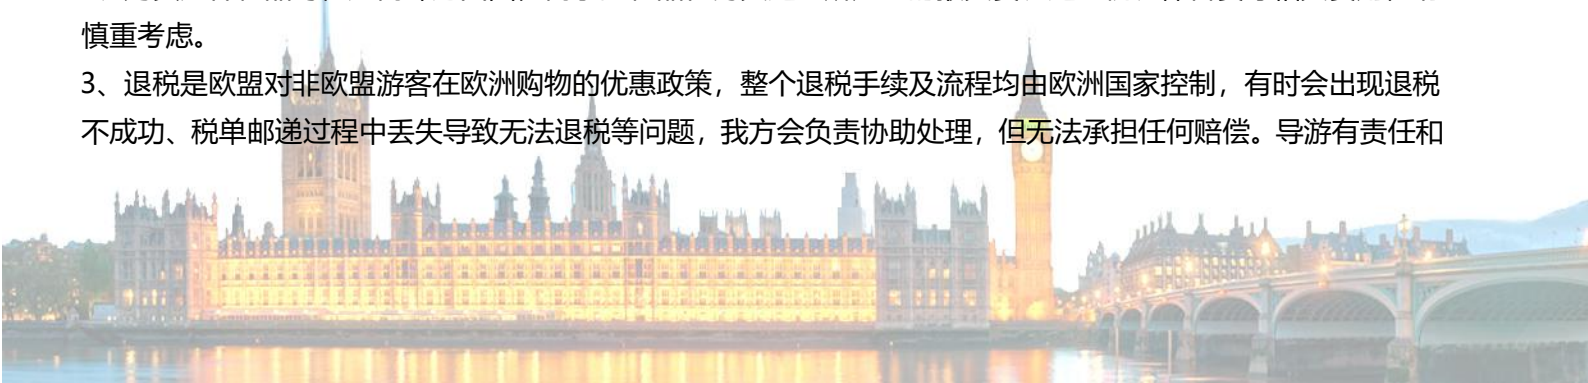 慎重考虑。
3、退税是欧盟对非欧盟游客在欧洲购物的优惠政策，整个退税手续及流程均由欧洲国家控制，有时会出现退税
不成功、税单邮递过程中丢失导致无法退税等问题，我方会负责协助处理，但无法承担任何赔偿。导游有责任和